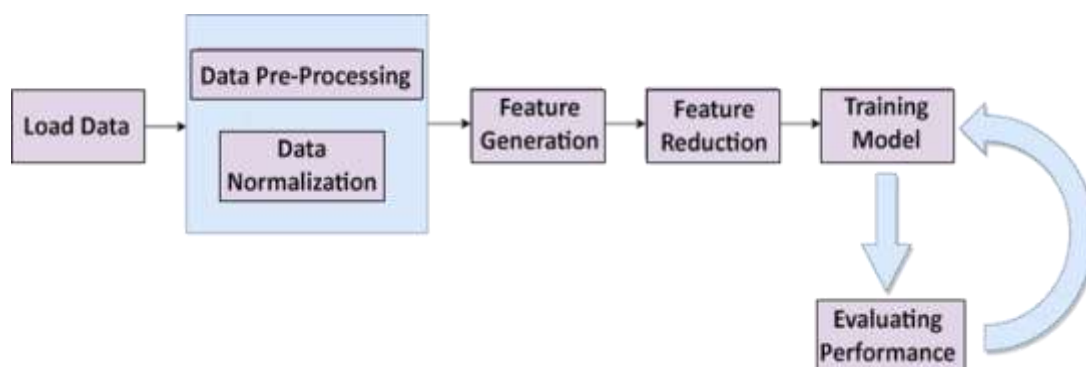 Load Data
Data Pre-Processing
Data
Normalization
Feature
Generation
Feature
Reduction
Training
Model
Evaluating
Performance